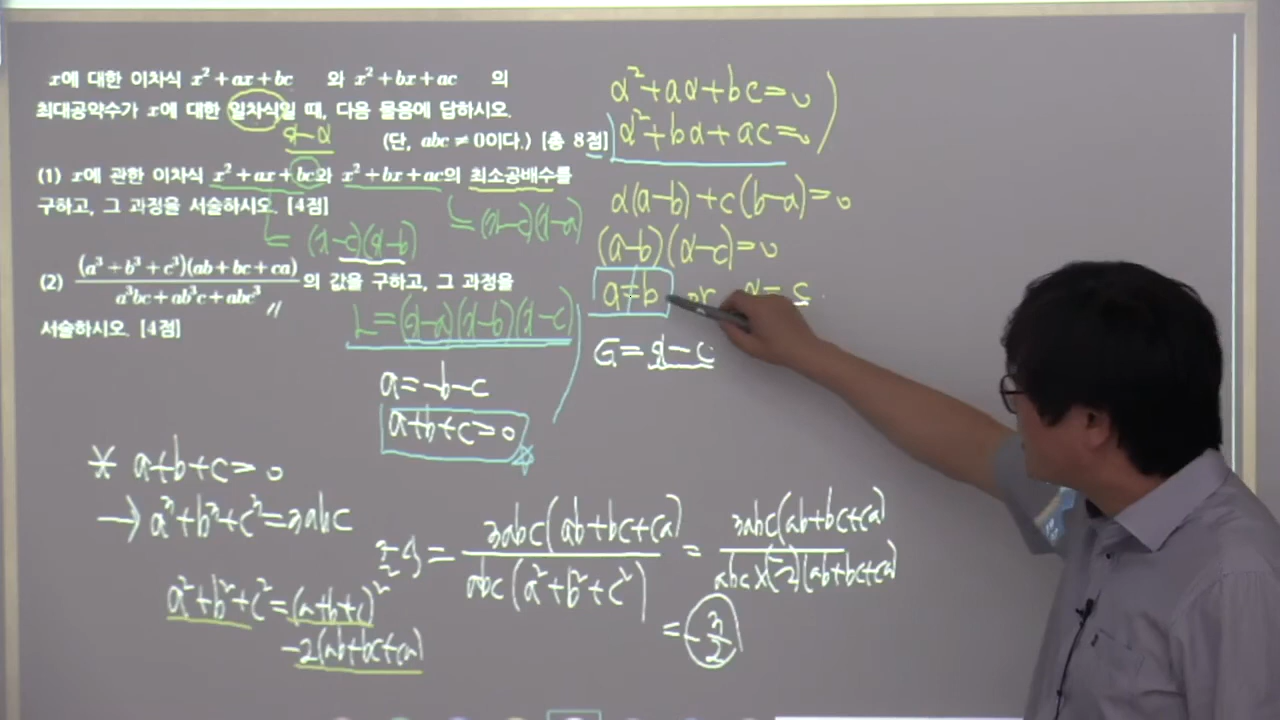 x에 대한 이차식 x² + ax + bc 와 x² + bx + ac 의
최대공약수가 x에 대한 일차식일 때, 다음 물음에 답하시오.
x-α
(단, abc ≠ 0이다.) [총 8점]
(1) x에 관한 이차식 x² + ax + bc와 x² + bx + ac의 최소공배수를
구하고, 그 과정을 서술하시오. [4점]
(x-c)(x-b)
(x-c)(x-a)
(2) (a³ + b³ + c³)(ab + bc + ca) / a³bc + ab³c + abc³ 의 값을 구하고, 그 과정을
서술하시오. [4점]
L = (x-a)(x-b)(x-c)
a = -b-c
a+b+c = 0
α² + aα + bc = 0
α² + bα + ac = 0
α(a-b) + c(b-a) = 0
(a-b)(α-c) = 0
a≠b or α = c
G = x-c
* a+b+c = 0
→ a³+b³+c³ = 3abc
a²+b²+c² = (a+b+c)²
-2(ab+bc+ca)
준식 = 3abc(ab+bc+ca) / abc(a²+b²+c²) = 3abc(ab+bc+ca) / abc×(-2)(ab+bc+ca)
= -3/2